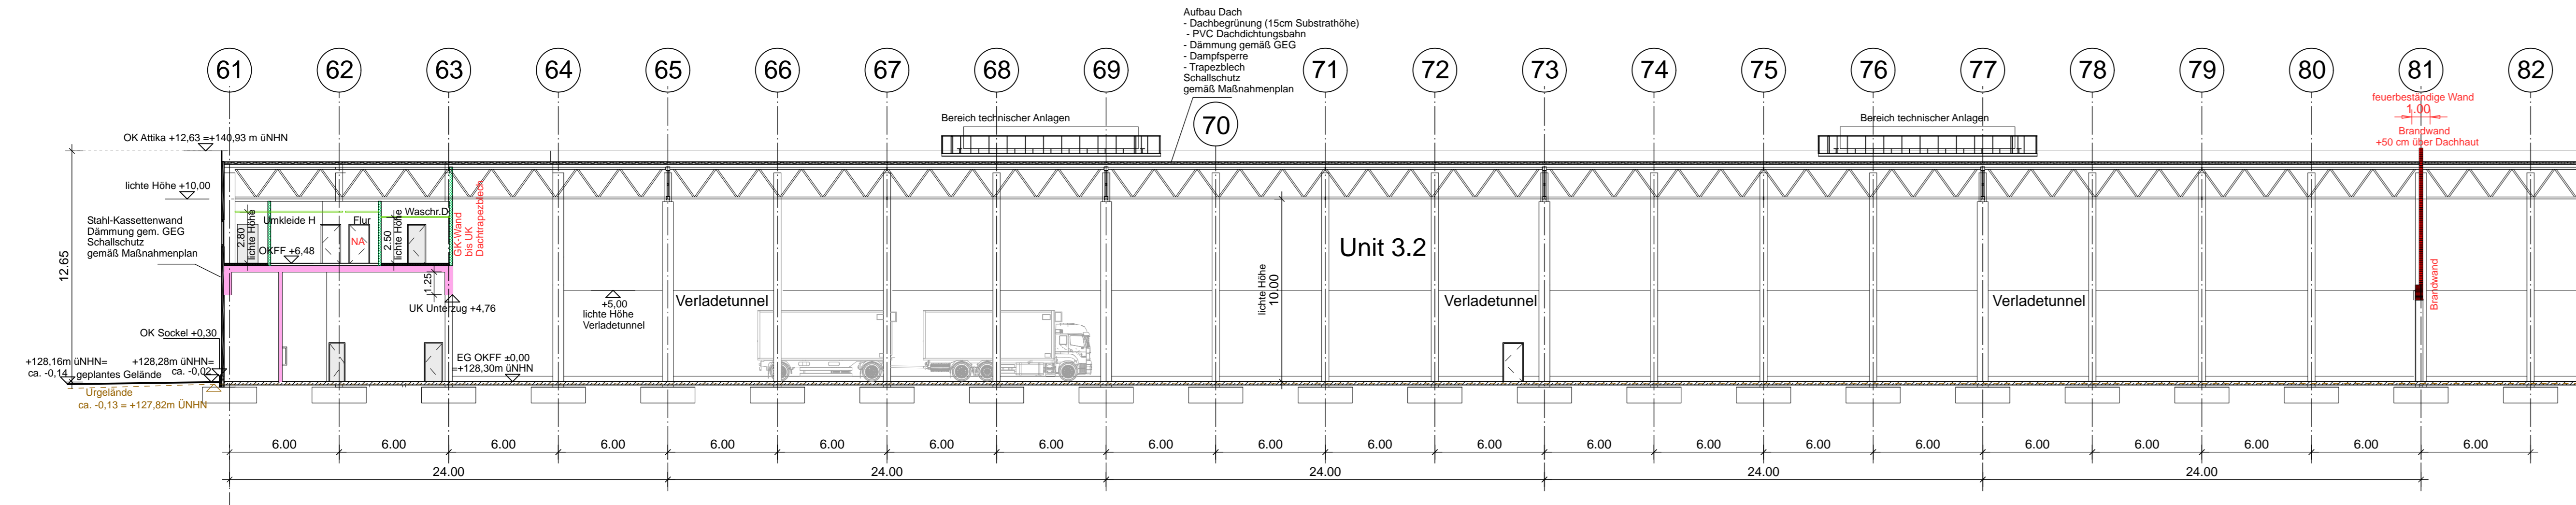 Aufbau Dach
- Dachbegrünung (15cm Substrathöhe)
- PVC Dachdichtungsbahn
- Dämmung gemäß GEG
- Dampfsperre
- Trapezblech
Schallschutz
gemäß Maßnahmenplan
61 62 63 64 65 66 67 68 69 70 71 72 73 74 75 76 77 78 79 80 81 82
feuerbeständige Wand
1.00
Brandwand
+50 cm über Dachhaut
Bereich technischer Anlagen
Bereich technischer Anlagen
OK Attika +12,63 =+140,93 m üNHN
lichte Höhe +10,00
Stahl-Kassettenwand
Dämmung gem. GEG
Schallschutz
gemäß Maßnahmenplan
12.65
2.80
lichte Höhe
Umkleide H
Flur
NA
OKFF +6,48
2.50
lichte Höhe
Waschr.D
GK-Wand
bis UK
Dachtrapezblech
1.25
UK Unterzug +4,76
+5,00
lichte Höhe
Verladetunnel
Verladetunnel
lichte Höhe
10.00
Unit 3.2
Verladetunnel
Verladetunnel
Brandwand
OK Sockel +0,30
+128,16m üNHN=
ca. -0,14
geplantes Gelände
+128,28m üNHN=
ca. -0,02
Urgelände
ca. -0,13 = +127,82m ÜNHN
EG OKFF ±0,00
=+128,30m üNHN
6.00 6.00 6.00 6.00 6.00 6.00 6.00 6.00 6.00 6.00 6.00 6.00 6.00 6.00 6.00 6.00 6.00 6.00 6.00 6.00 6.00
24.00 24.00 24.00 24.00 24.00